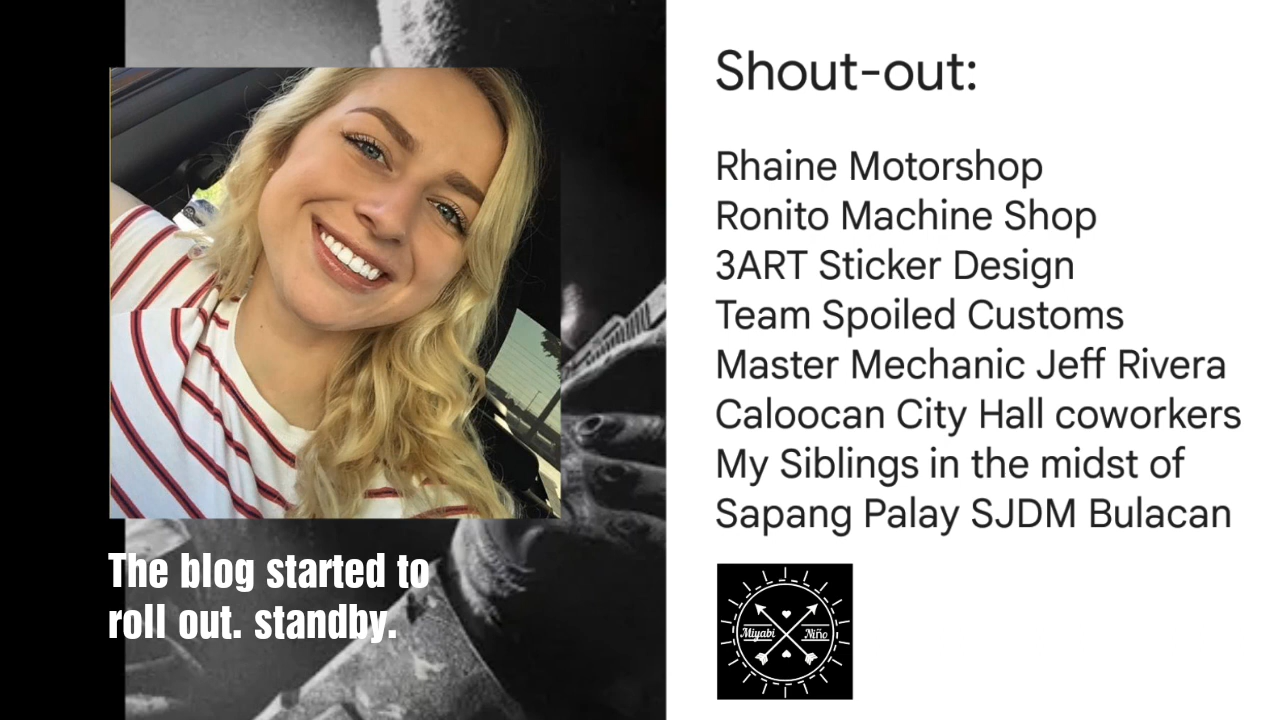 The blog started to
roll out. standby.
Shout-out:
Rhaine Motorshop
Ronito Machine Shop
3ART Sticker Design
Team Spoiled Customs
Master Mechanic Jeff Rivera
Caloocan City Hall coworkers
My Siblings in the midst of
Sapang Palay SJDM Bulacan
Miyabi Niño